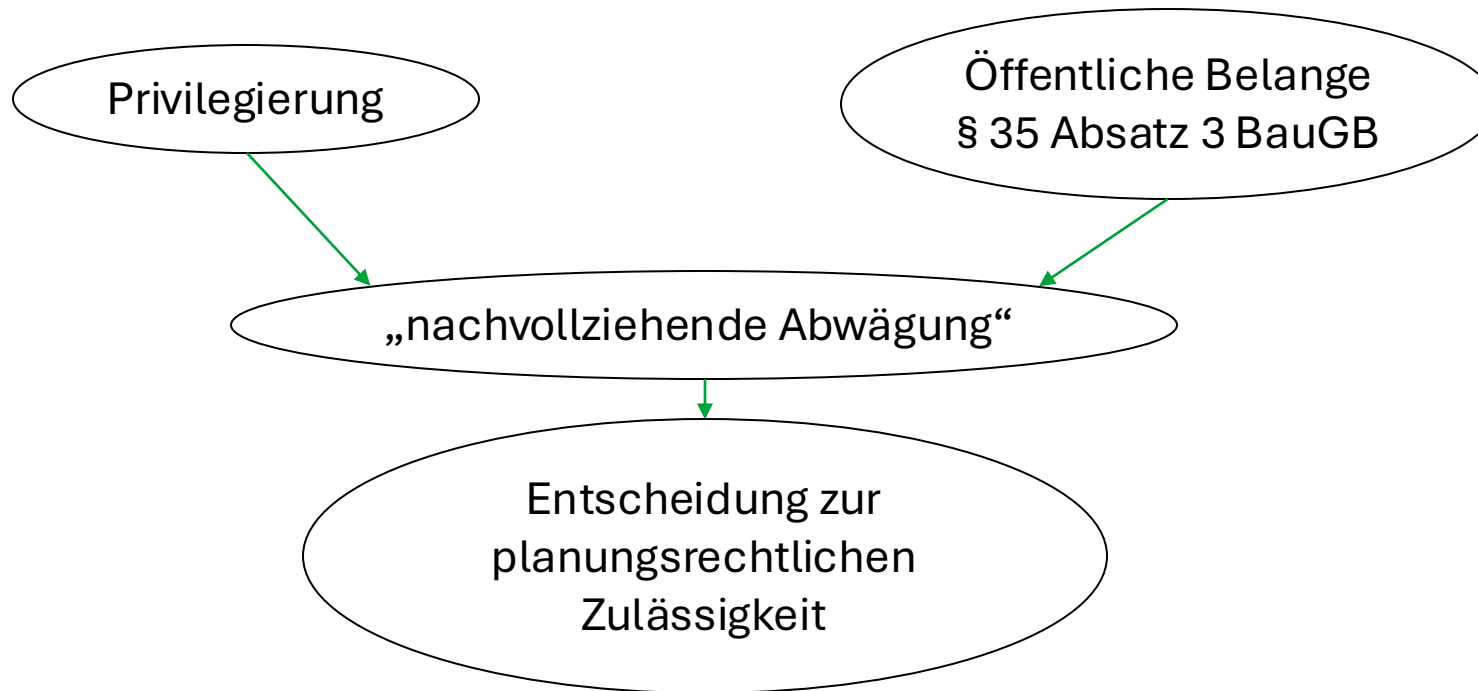 Privilegierung
Öffentliche Belange
§ 35 Absatz 3 BauGB
„nachvollziehende Abwägung“
Entscheidung zur
planungsrechtlichen
Zulässigkeit